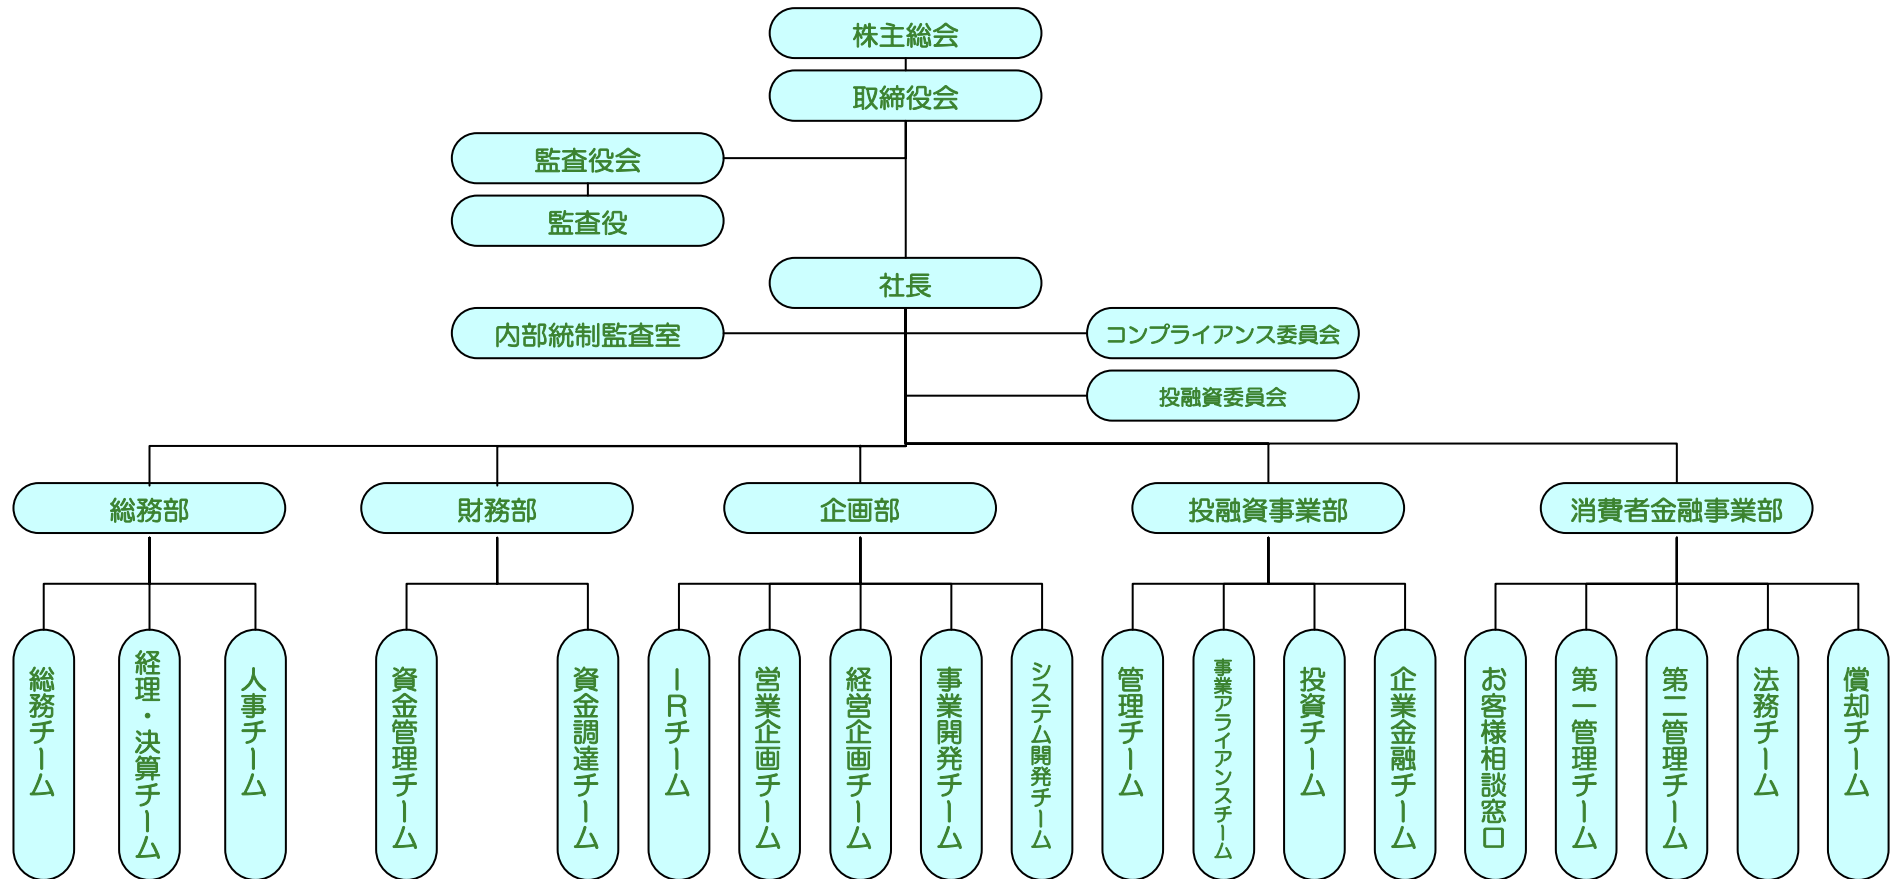 株主総会
取締役会
監査役会
監査役
社長
内部統制監査室
コンプライアンス委員会
投融資委員会
総務部
財務部
企画部
投融資事業部
消費者金融事業部
総務チーム
経理・決算チーム
人事チーム
資金管理チーム
資金調達チーム
IRチーム
営業企画チーム
経営企画チーム
事業開発チーム
システム開発チーム
管理チーム
事業アライアンスチーム
投資チーム
企業金融チーム
お客様相談窓口
第一管理チーム
第二管理チーム
法務チーム
償却チーム